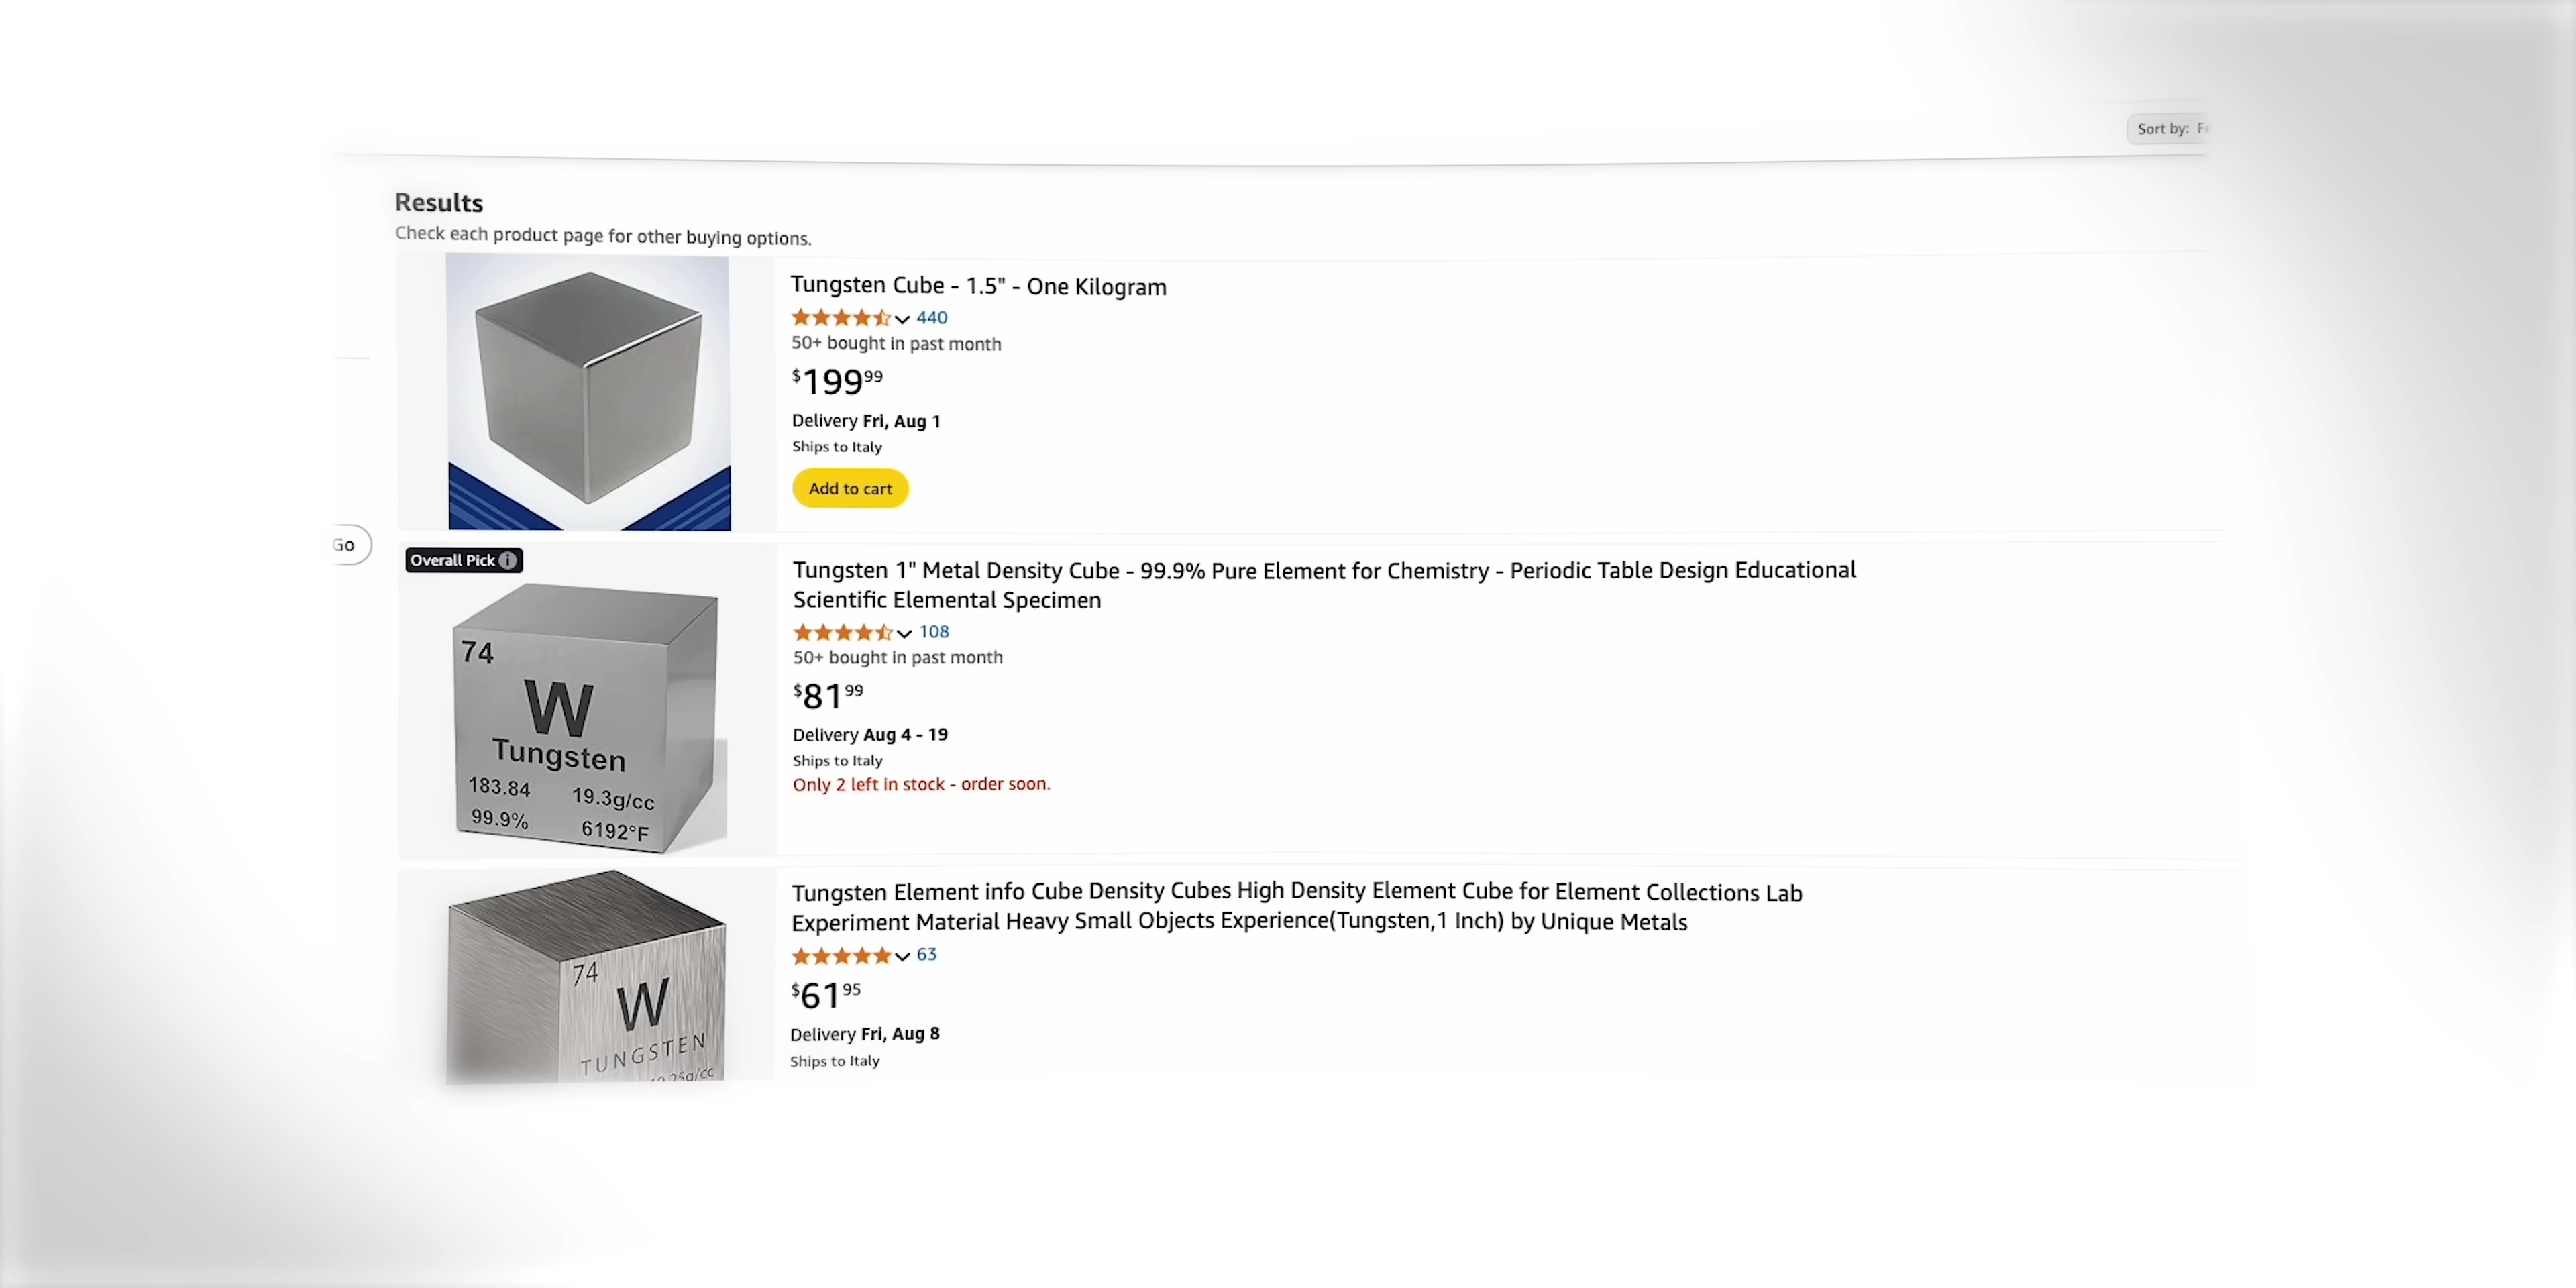 Sort by:
Results
Check each product page for other buying options.
Tungsten Cube - 1.5" - One Kilogram
440
50+ bought in past month
$199.99
Delivery Fri, Aug 1
Ships to Italy
Add to cart
Go
Overall Pick
74
W
Tungsten
183.84 19.3g/cc
99.9% 6192°F
Tungsten 1" Metal Density Cube - 99.9% Pure Element for Chemistry - Periodic Table Design Educational
Scientific Elemental Specimen
108
50+ bought in past month
$81.99
Delivery Aug 4 - 19
Ships to Italy
Only 2 left in stock - order soon.
74
W
TUNGSTEN
Tungsten Element info Cube Density Cubes High Density Element Cube for Element Collections Lab
Experiment Material Heavy Small Objects Experience(Tungsten,1 Inch) by Unique Metals
63
$61.95
Delivery Fri, Aug 8
Ships to Italy